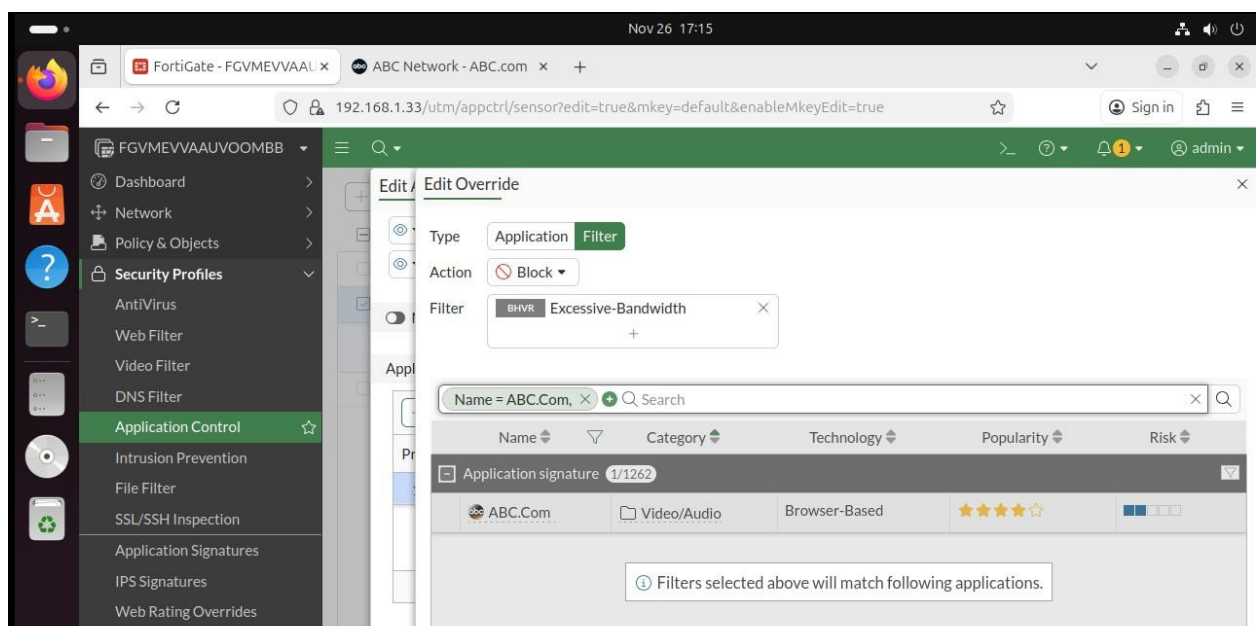 Nov 26 17:15
FortiGate - FGVMEVVAAU
ABC Network - ABC.com
192.168.1.33/utm/appctrl/sensor?edit=true&mkey=default&enableMkeyEdit=true
Sign in
FGVMEVVAAUVOOMBB
1
admin
Dashboard
Network
Policy & Objects
Security Profiles
AntiVirus
Web Filter
Video Filter
DNS Filter
Application Control
Intrusion Prevention
File Filter
SSL/SSH Inspection
Application Signatures
IPS Signatures
Web Rating Overrides
Edit
Appl
Pr
Edit Override
Type Application Filter
Action Block
Filter BHVR Excessive-Bandwidth
Name = ABC.Com, Search
Name Category Technology Popularity Risk
Application signature 1/1262
abc ABC.Com Video/Audio Browser-Based
Filters selected above will match following applications.